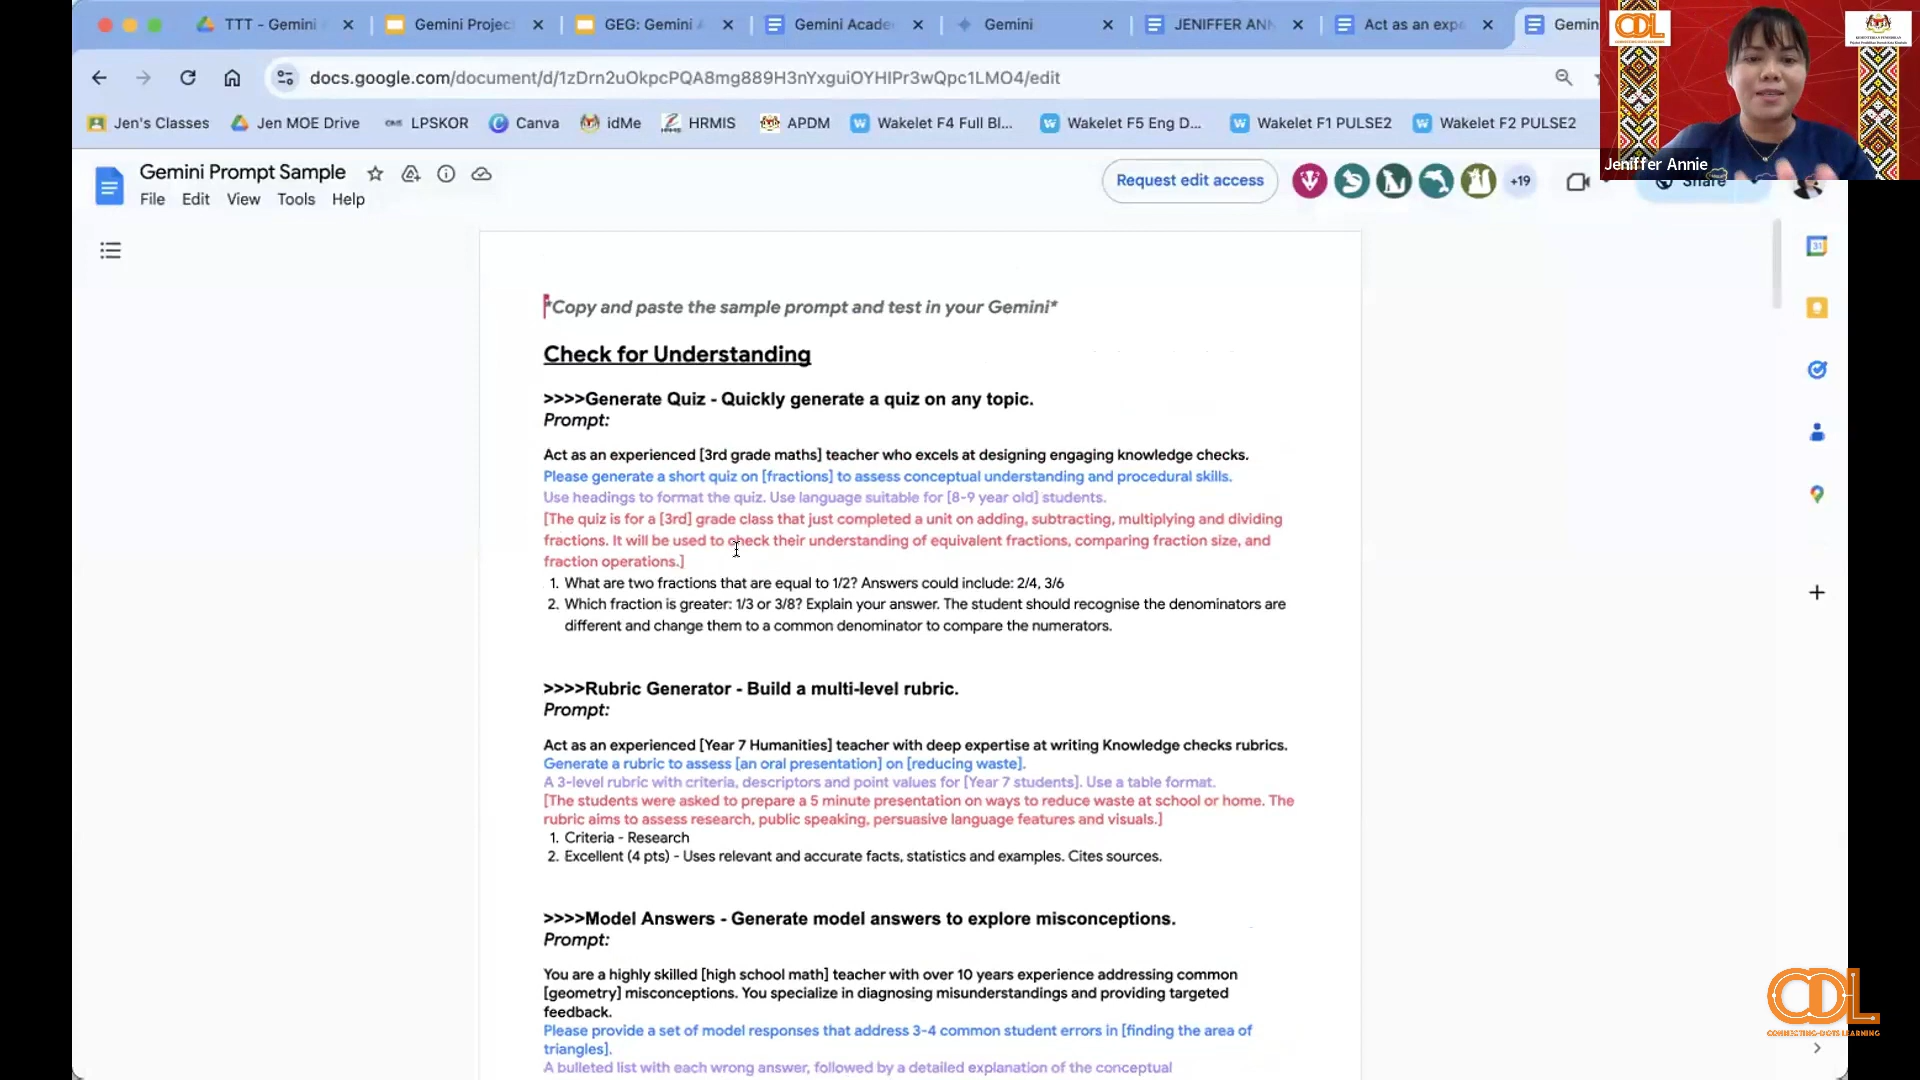 TTT - Gemini
Gemini Projec
GEG: Gemini
Gemini Acade
Gemini
JENIFFER ANN
Act as an expe
Gemin
docs.google.com/document/d/1zDrn2uOkpcPQA8mg889H3nYxguiOYHIPr3wQpc1LMO4/edit
Jen's Classes
Jen MOE Drive
LPSKOR
Canva
idMe
HRMIS
APDM
Wakelet F4 Full Bl...
Wakelet F5 Eng D...
Wakelet F1 PULSE2
Wakelet F2 PULSE2
Jeniffer Annie
Gemini Prompt Sample
File Edit View Tools Help
Request edit access
+19
Share
*Copy and paste the sample prompt and test in your Gemini*
Check for Understanding
>>>>Generate Quiz - Quickly generate a quiz on any topic.
Prompt:
Act as an experienced [3rd grade maths] teacher who excels at designing engaging knowledge checks.
Please generate a short quiz on [fractions] to assess conceptual understanding and procedural skills.
Use headings to format the quiz. Use language suitable for [8-9 year old] students.
[The quiz is for a [3rd] grade class that just completed a unit on adding, subtracting, multiplying and dividing
fractions. It will be used to check their understanding of equivalent fractions, comparing fraction size, and
fraction operations.]
1. What are two fractions that are equal to 1/2? Answers could include: 2/4, 3/6
2. Which fraction is greater: 1/3 or 3/8? Explain your answer. The student should recognise the denominators are
different and change them to a common denominator to compare the numerators.
>>>>Rubric Generator - Build a multi-level rubric.
Prompt:
Act as an experienced [Year 7 Humanities] teacher with deep expertise at writing Knowledge checks rubrics.
Generate a rubric to assess [an oral presentation] on [reducing waste].
A 3-level rubric with criteria, descriptors and point values for [Year 7 students]. Use a table format.
[The students were asked to prepare a 5 minute presentation on ways to reduce waste at school or home. The
rubric aims to assess research, public speaking, persuasive language features and visuals.]
1. Criteria - Research
2. Excellent (4 pts) - Uses relevant and accurate facts, statistics and examples. Cites sources.
>>>>Model Answers - Generate model answers to explore misconceptions.
Prompt:
You are a highly skilled [high school math] teacher with over 10 years experience addressing common
[geometry] misconceptions. You specialize in diagnosing misunderstandings and providing targeted
feedback.
Please provide a set of model responses that address 3-4 common student errors in [finding the area of
triangles].
A bulleted list with each wrong answer, followed by a detailed explanation of the conceptual
CDL
CONNECTING-DOTS LEARNING